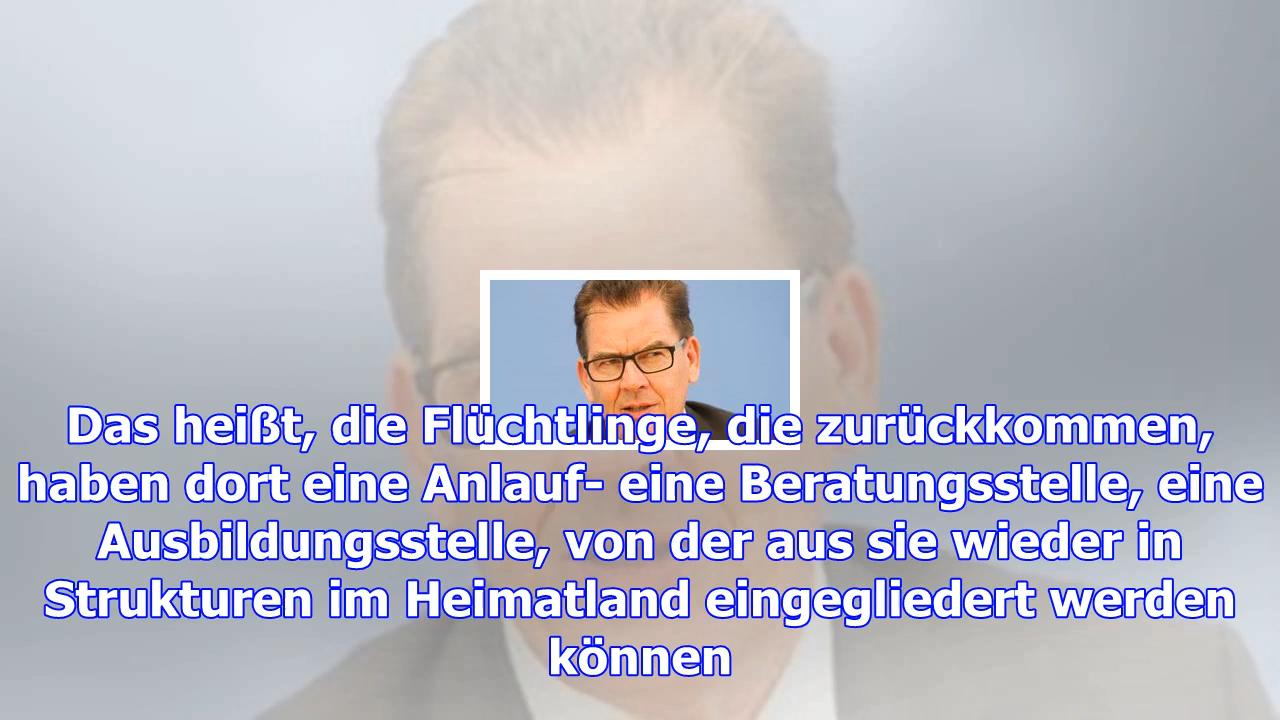 Das heißt, die Flüchtlinge, die zurückkommen,
haben dort eine Anlauf- eine Beratungsstelle, eine
Ausbildungsstelle, von der aus sie wieder in
Strukturen im Heimatland eingegliedert werden
können